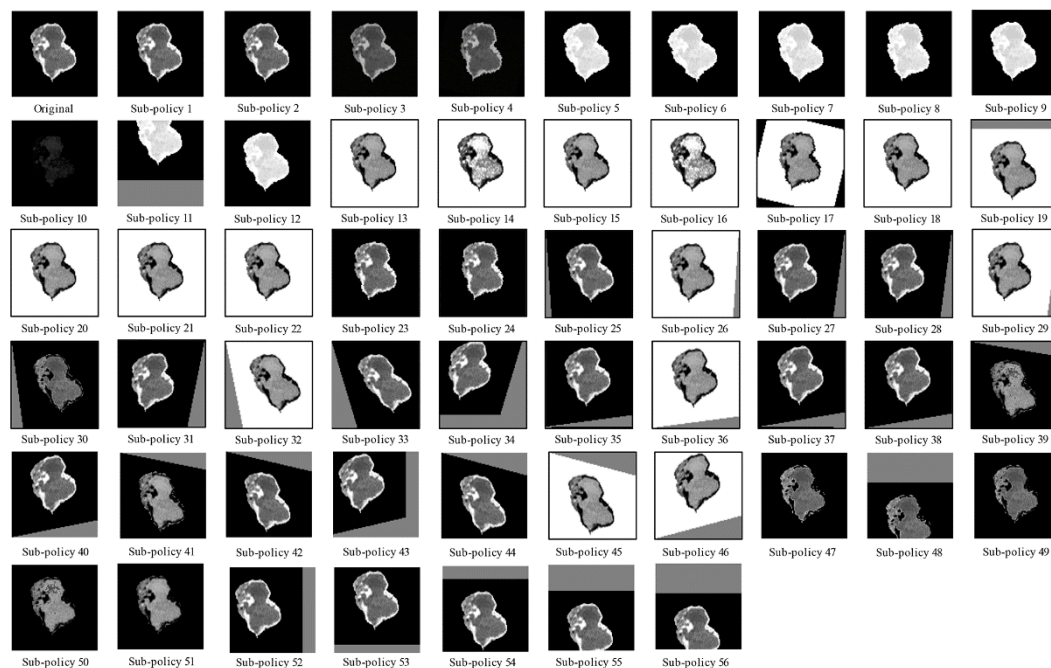 Original Sub-policy 1 Sub-policy 2 Sub-policy 3 Sub-policy 4 Sub-policy 5 Sub-policy 6 Sub-policy 7 Sub-policy 8 Sub-policy 9
Sub-policy 10 Sub-policy 11 Sub-policy 12 Sub-policy 13 Sub-policy 14 Sub-policy 15 Sub-policy 16 Sub-policy 17 Sub-policy 18 Sub-policy 19
Sub-policy 20 Sub-policy 21 Sub-policy 22 Sub-policy 23 Sub-policy 24 Sub-policy 25 Sub-policy 26 Sub-policy 27 Sub-policy 28 Sub-policy 29
Sub-policy 30 Sub-policy 31 Sub-policy 32 Sub-policy 33 Sub-policy 34 Sub-policy 35 Sub-policy 36 Sub-policy 37 Sub-policy 38 Sub-policy 39
Sub-policy 40 Sub-policy 41 Sub-policy 42 Sub-policy 43 Sub-policy 44 Sub-policy 45 Sub-policy 46 Sub-policy 47 Sub-policy 48 Sub-policy 49
Sub-policy 50 Sub-policy 51 Sub-policy 52 Sub-policy 53 Sub-policy 54 Sub-policy 55 Sub-policy 56